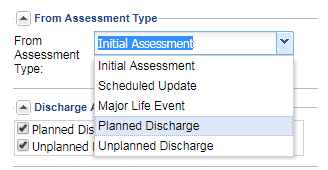 From Assessment Type
From
Assessment
Type:
Initial Assessment
Initial Assessment
Scheduled Update
Major Life Event
Planned Discharge
Unplanned Discharge
Discharge
Planned
Unplanned